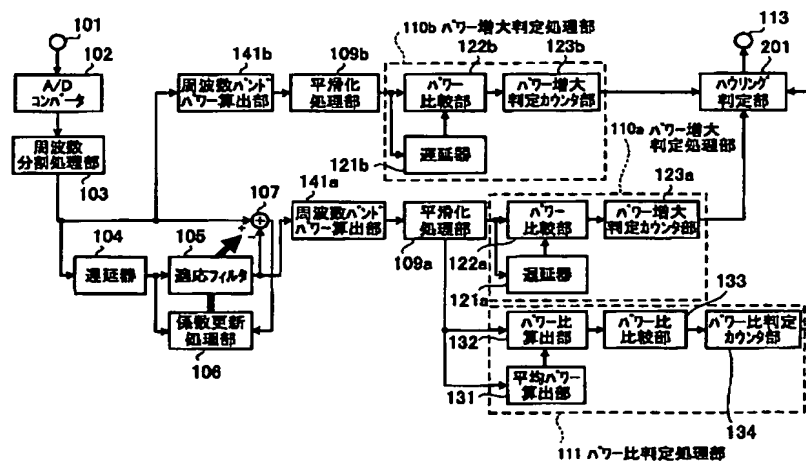 101
102
A/D
コンバータ
周波数
分割処理部
103
141b
周波数バンド
パワー算出部
109b
平滑化
処理部
110b パワー増大判定処理部
122b
パワー
比較部
123b
パワー増大
判定カウンタ部
121b
遅延器
113
201
ハウリング
判定部
110a パワー増大
判定処理部
123a
104
遅延器
105
適応フィルタ
107
+
-
係数更新
処理部
106
141a
周波数バンド
パワー算出部
平滑化
処理部
109a
パワー
比較部
122a
パワー増大
判定カウンタ部
遅延器
121a
133
132
パワー比
算出部
パワー比
比較部
パワー比判定
カウンタ部
131
平均パワー
算出部
134
111 パワー比判定処理部